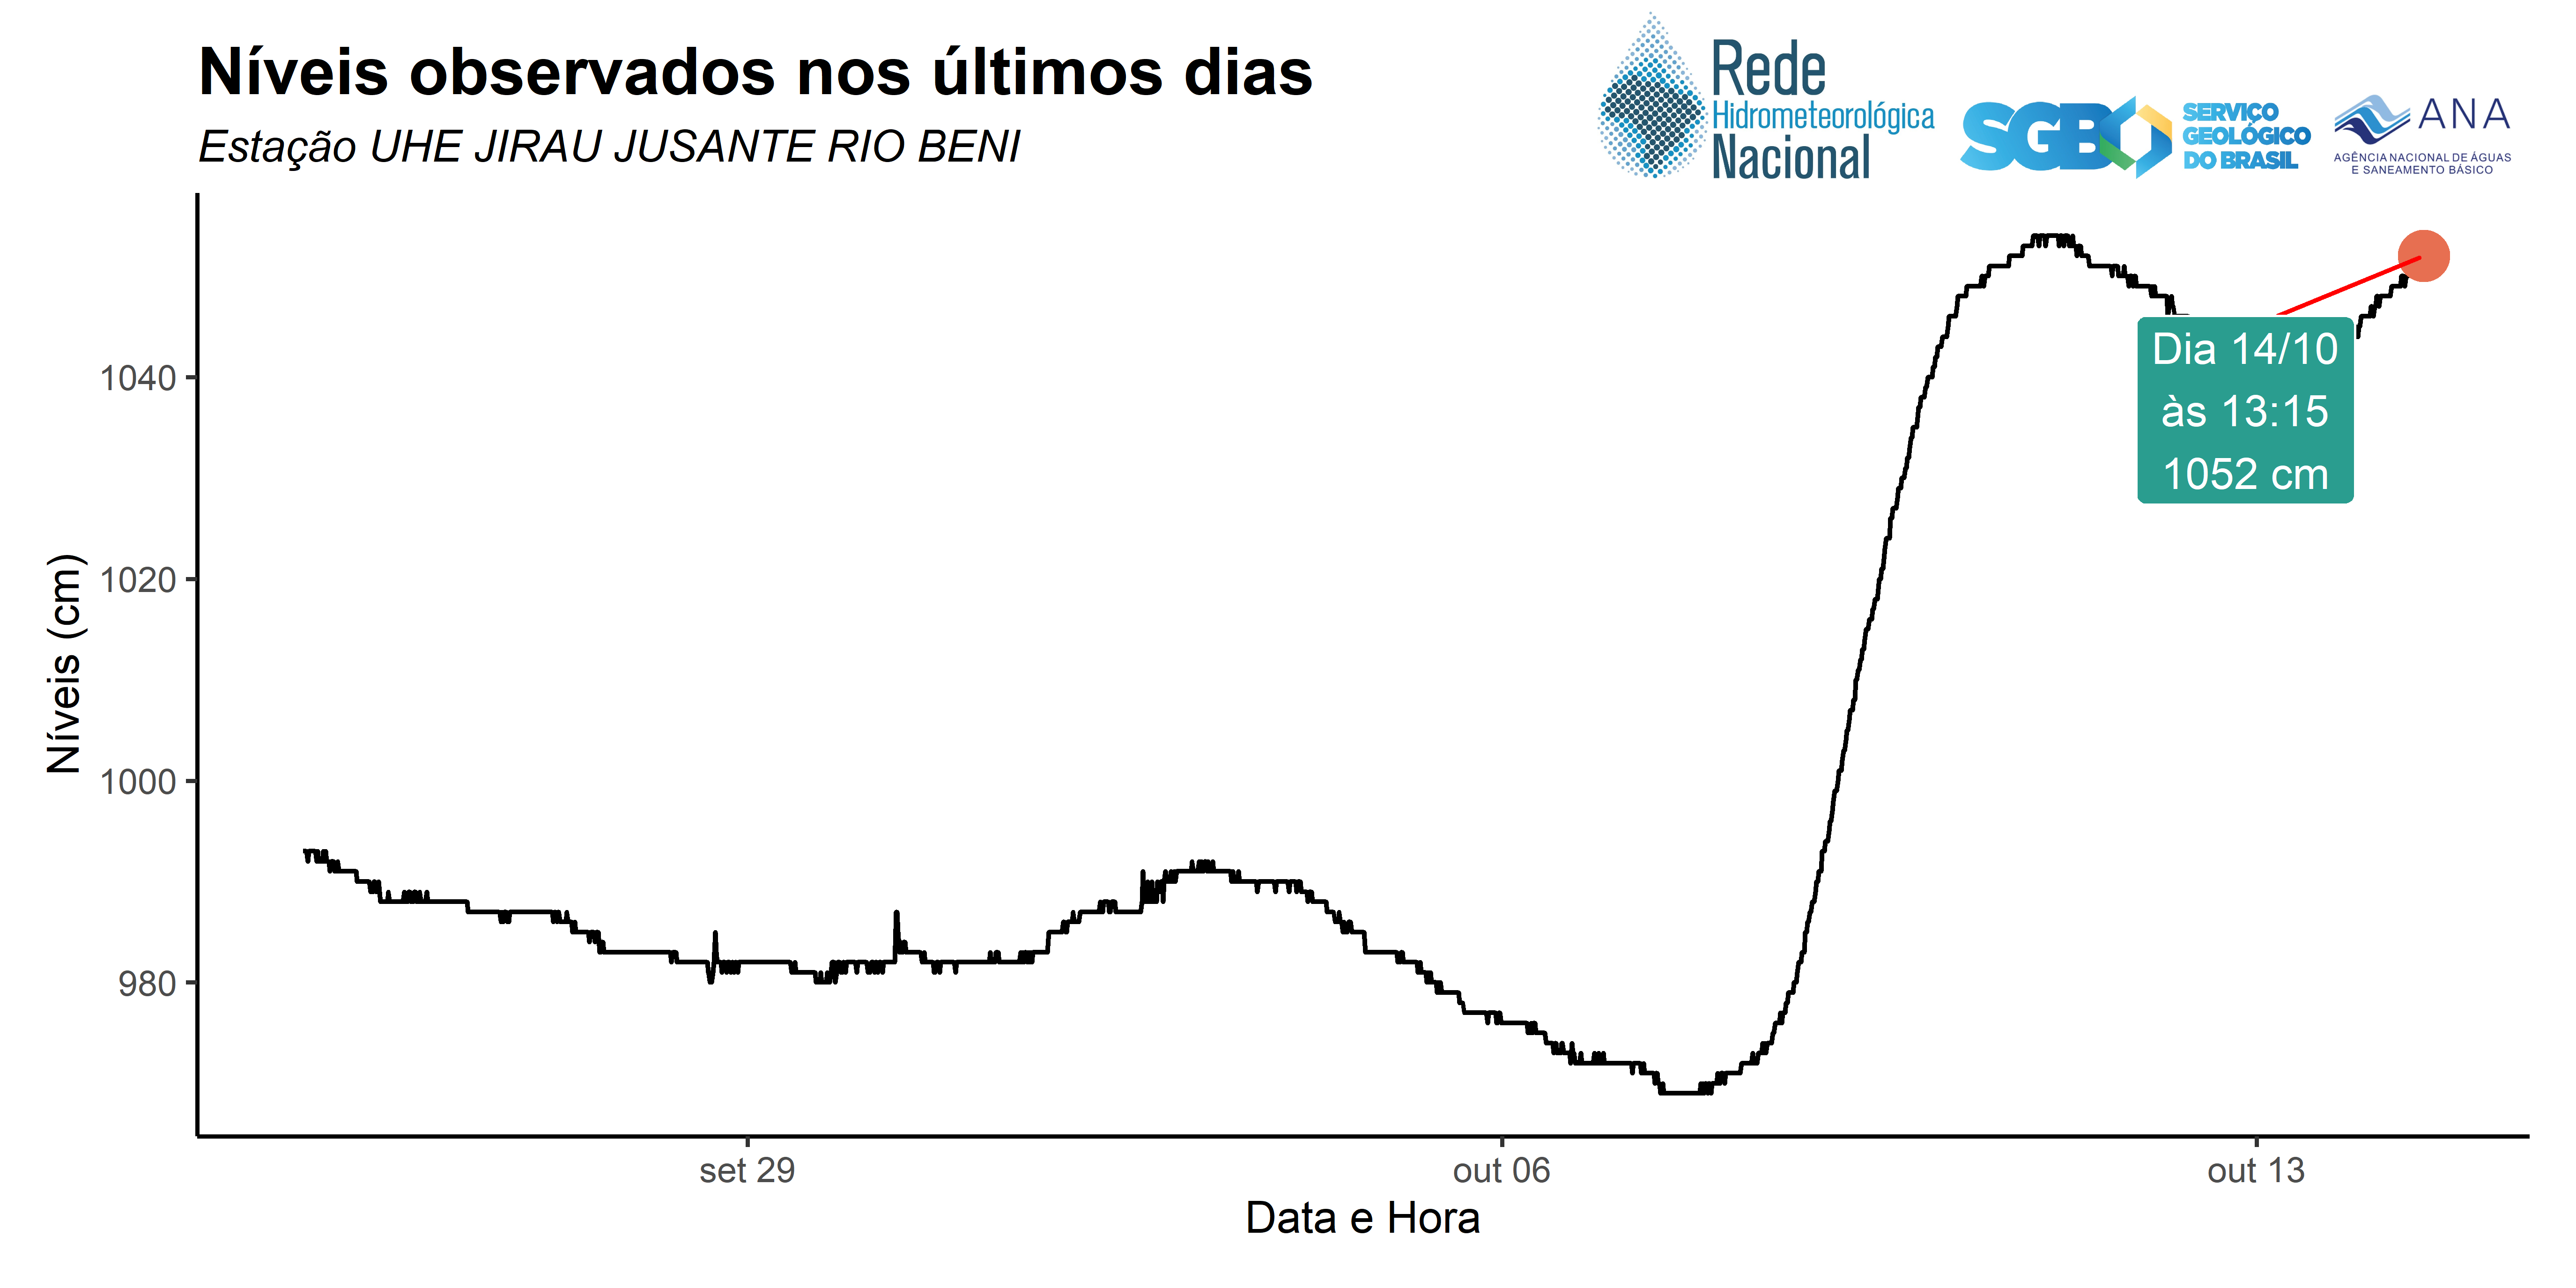 Níveis observados nos últimos dias
Estação UHE JIRAU JUSANTE RIO BENI
Rede
Hidrometeorológica
Nacional
SGB
SERVIÇO
GEOLÓGICO
DO BRASIL
ANA
AGÊNCIA NACIONAL DE ÁGUAS
E SANEAMENTO BÁSICO
Níveis (cm)
1040
1020
1000
980
Dia 14/10
às 13:15
1052 cm
set 29
out 06
out 13
Data e Hora